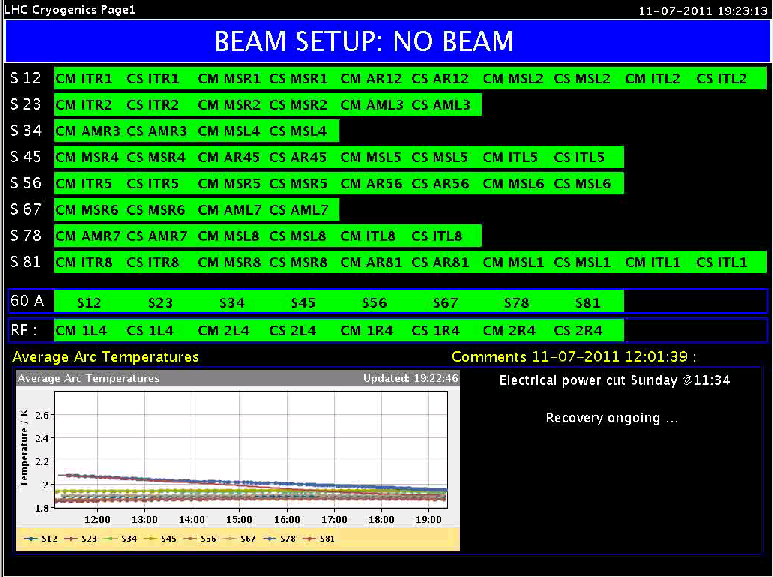 LHC Cryogenics Page1 11-07-2011 19:23:13
BEAM SETUP: NO BEAM
S 12 CM ITR1 CS ITR1 CM MSR1 CS MSR1 CM AR12 CS AR12 CM MSL2 CS MSL2 CM ITL2 CS ITL2
S 23 CM ITR2 CS ITR2 CM MSR2 CS MSR2 CM AML3 CS AML3
S 34 CM AMR3 CS AMR3 CM MSL4 CS MSL4
S 45 CM MSR4 CS MSR4 CM AR45 CS AR45 CM MSL5 CS MSL5 CM ITL5 CS ITL5
S 56 CM ITR5 CS ITR5 CM MSR5 CS MSR5 CM AR56 CS AR56 CM MSL6 CS MSL6
S 67 CM MSR6 CS MSR6 CM AML7 CS AML7
S 78 CM AMR7 CS AMR7 CM MSL8 CS MSL8 CM ITL8 CS ITL8
S 81 CM ITR8 CS ITR8 CM MSR8 CS MSR8 CM AR81 CS AR81 CM MSL1 CS MSL1 CM ITL1 CS ITL1
60 A S12 S23 S34 S45 S56 S67 S78 S81
RF : CM 1L4 CS 1L4 CM 2L4 CS 2L4 CM 1R4 CS 1R4 CM 2R4 CS 2R4
Average Arc Temperatures Comments 11-07-2011 12:01:39 :
Average Arc Temperatures Updated: 19:22:46
Electrical power cut Sunday @11:34
Recovery ongoing ...
Temperature / K
2.6
2.4
2.2
2
1.8
12:00 13:00 14:00 15:00 16:00 17:00 18:00 19:00
S12 S23 S34 S45 S56 S67 S78 S81